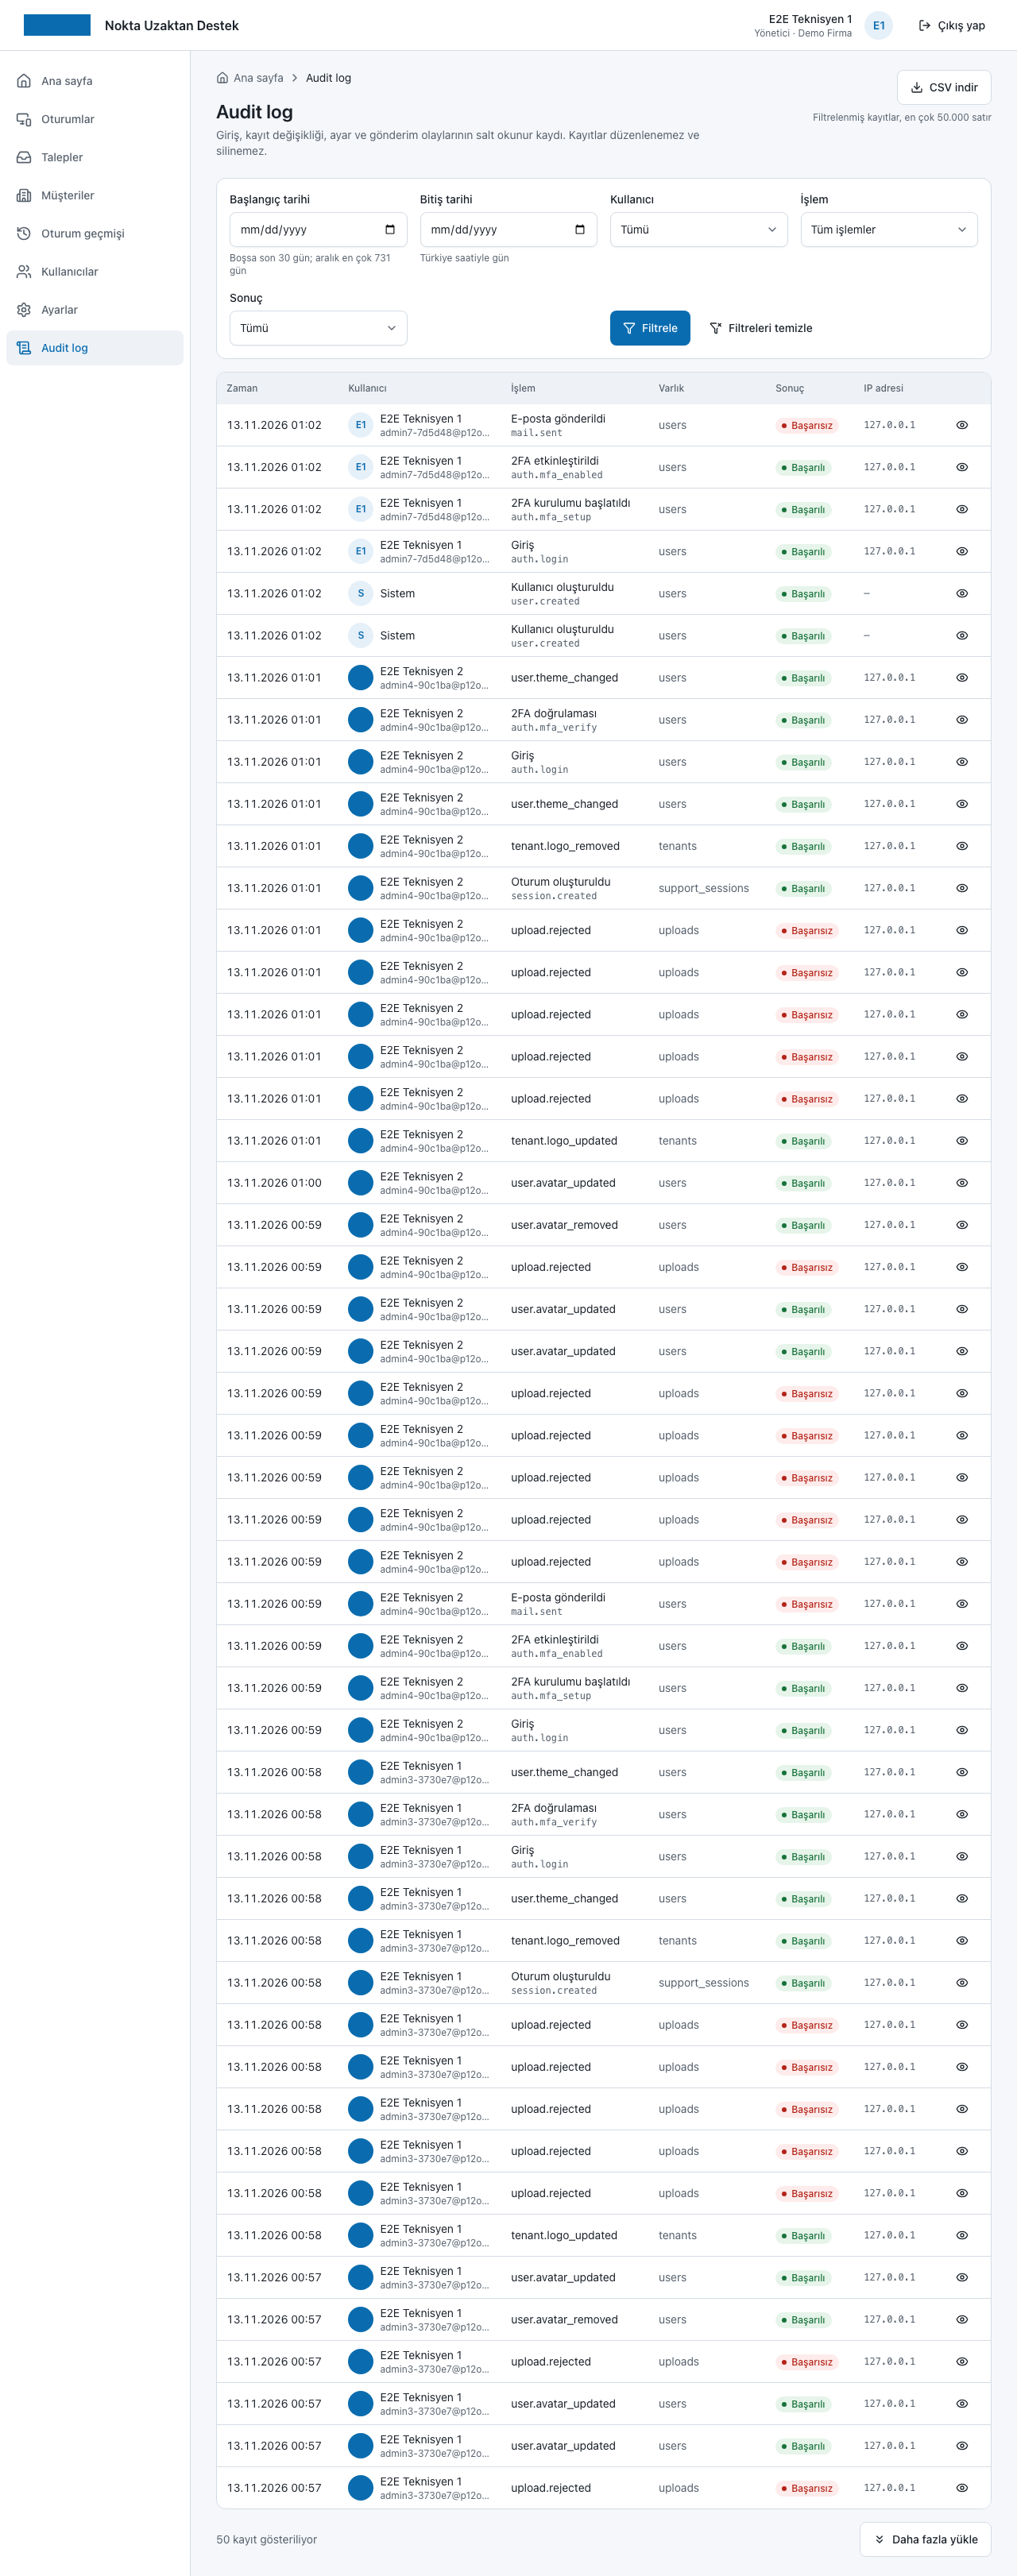 Nokta Uzaktan Destek
E2E Teknisyen 1
Yönetici · Demo Firma
E1
Çıkış yap
Ana sayfa
Oturumlar
Talepler
Müşteriler
Oturum geçmişi
Kullanıcılar
Ayarlar
Audit log
Ana sayfa > Audit log
Audit log
Giriş, kayıt değişikliği, ayar ve gönderim olaylarının salt okunur kaydı. Kayıtlar düzenlenemez ve
silinemez.
CSV indir
Filtrelenmiş kayıtlar, en çok 50.000 satır
Başlangıç tarihi Bitiş tarihi Kullanıcı İşlem
mm/dd/yyyy mm/dd/yyyy Tümü Tüm işlemler
Boşsa son 30 gün; aralık en çok 731 Türkiye saatiyle gün
gün
Sonuç
Tümü Filtrele Filtreleri temizle
Zaman Kullanıcı İşlem Varlık Sonuç IP adresi
13.11.2026 01:02 E1 E2E Teknisyen 1 E-posta gönderildi users Başarısız 127.0.0.1
admin7-7d5d48@p12o... mail.sent
13.11.2026 01:02 E1 E2E Teknisyen 1 2FA etkinleştirildi users Başarılı 127.0.0.1
admin7-7d5d48@p12o... auth.mfa_enabled
13.11.2026 01:02 E1 E2E Teknisyen 1 2FA kurulumu başlatıldı users Başarılı 127.0.0.1
admin7-7d5d48@p12o... auth.mfa_setup
13.11.2026 01:02 E1 E2E Teknisyen 1 Giriş users Başarılı 127.0.0.1
admin7-7d5d48@p12o... auth.login
13.11.2026 01:02 S Sistem Kullanıcı oluşturuldu users Başarılı –
user.created
13.11.2026 01:02 S Sistem Kullanıcı oluşturuldu users Başarılı –
user.created
13.11.2026 01:01 E2E Teknisyen 2 user.theme_changed users Başarılı 127.0.0.1
admin4-90c1ba@p12o...
13.11.2026 01:01 E2E Teknisyen 2 2FA doğrulaması users Başarılı 127.0.0.1
admin4-90c1ba@p12o... auth.mfa_verify
13.11.2026 01:01 E2E Teknisyen 2 Giriş users Başarılı 127.0.0.1
admin4-90c1ba@p12o... auth.login
13.11.2026 01:01 E2E Teknisyen 2 user.theme_changed users Başarılı 127.0.0.1
admin4-90c1ba@p12o...
13.11.2026 01:01 E2E Teknisyen 2 tenant.logo_removed tenants Başarılı 127.0.0.1
admin4-90c1ba@p12o...
13.11.2026 01:01 E2E Teknisyen 2 Oturum oluşturuldu support_sessions Başarılı 127.0.0.1
admin4-90c1ba@p12o... session.created
13.11.2026 01:01 E2E Teknisyen 2 upload.rejected uploads Başarısız 127.0.0.1
admin4-90c1ba@p12o...
13.11.2026 01:01 E2E Teknisyen 2 upload.rejected uploads Başarısız 127.0.0.1
admin4-90c1ba@p12o...
13.11.2026 01:01 E2E Teknisyen 2 upload.rejected uploads Başarısız 127.0.0.1
admin4-90c1ba@p12o...
13.11.2026 01:01 E2E Teknisyen 2 upload.rejected uploads Başarısız 127.0.0.1
admin4-90c1ba@p12o...
13.11.2026 01:01 E2E Teknisyen 2 upload.rejected uploads Başarısız 127.0.0.1
admin4-90c1ba@p12o...
13.11.2026 01:01 E2E Teknisyen 2 tenant.logo_updated tenants Başarılı 127.0.0.1
admin4-90c1ba@p12o...
13.11.2026 01:00 E2E Teknisyen 2 user.avatar_updated users Başarılı 127.0.0.1
admin4-90c1ba@p12o...
13.11.2026 00:59 E2E Teknisyen 2 user.avatar_removed users Başarılı 127.0.0.1
admin4-90c1ba@p12o...
13.11.2026 00:59 E2E Teknisyen 2 upload.rejected uploads Başarısız 127.0.0.1
admin4-90c1ba@p12o...
13.11.2026 00:59 E2E Teknisyen 2 user.avatar_updated users Başarılı 127.0.0.1
admin4-90c1ba@p12o...
13.11.2026 00:59 E2E Teknisyen 2 user.avatar_updated users Başarılı 127.0.0.1
admin4-90c1ba@p12o...
13.11.2026 00:59 E2E Teknisyen 2 upload.rejected uploads Başarısız 127.0.0.1
admin4-90c1ba@p12o...
13.11.2026 00:59 E2E Teknisyen 2 upload.rejected uploads Başarısız 127.0.0.1
admin4-90c1ba@p12o...
13.11.2026 00:59 E2E Teknisyen 2 upload.rejected uploads Başarısız 127.0.0.1
admin4-90c1ba@p12o...
13.11.2026 00:59 E2E Teknisyen 2 upload.rejected uploads Başarısız 127.0.0.1
admin4-90c1ba@p12o...
13.11.2026 00:59 E2E Teknisyen 2 upload.rejected uploads Başarısız 127.0.0.1
admin4-90c1ba@p12o...
13.11.2026 00:59 E2E Teknisyen 2 E-posta gönderildi users Başarısız 127.0.0.1
admin4-90c1ba@p12o... mail.sent
13.11.2026 00:59 E2E Teknisyen 2 2FA etkinleştirildi users Başarılı 127.0.0.1
admin4-90c1ba@p12o... auth.mfa_enabled
13.11.2026 00:59 E2E Teknisyen 2 2FA kurulumu başlatıldı users Başarılı 127.0.0.1
admin4-90c1ba@p12o... auth.mfa_setup
13.11.2026 00:59 E2E Teknisyen 2 Giriş users Başarılı 127.0.0.1
admin4-90c1ba@p12o... auth.login
13.11.2026 00:58 E2E Teknisyen 1 user.theme_changed users Başarılı 127.0.0.1
admin3-3730e7@p12o...
13.11.2026 00:58 E2E Teknisyen 1 2FA doğrulaması users Başarılı 127.0.0.1
admin3-3730e7@p12o... auth.mfa_verify
13.11.2026 00:58 E2E Teknisyen 1 Giriş users Başarılı 127.0.0.1
admin3-3730e7@p12o... auth.login
13.11.2026 00:58 E2E Teknisyen 1 user.theme_changed users Başarılı 127.0.0.1
admin3-3730e7@p12o...
13.11.2026 00:58 E2E Teknisyen 1 tenant.logo_removed tenants Başarılı 127.0.0.1
admin3-3730e7@p12o...
13.11.2026 00:58 E2E Teknisyen 1 Oturum oluşturuldu support_sessions Başarılı 127.0.0.1
admin3-3730e7@p12o... session.created
13.11.2026 00:58 E2E Teknisyen 1 upload.rejected uploads Başarısız 127.0.0.1
admin3-3730e7@p12o...
13.11.2026 00:58 E2E Teknisyen 1 upload.rejected uploads Başarısız 127.0.0.1
admin3-3730e7@p12o...
13.11.2026 00:58 E2E Teknisyen 1 upload.rejected uploads Başarısız 127.0.0.1
admin3-3730e7@p12o...
13.11.2026 00:58 E2E Teknisyen 1 upload.rejected uploads Başarısız 127.0.0.1
admin3-3730e7@p12o...
13.11.2026 00:58 E2E Teknisyen 1 upload.rejected uploads Başarısız 127.0.0.1
admin3-3730e7@p12o...
13.11.2026 00:58 E2E Teknisyen 1 tenant.logo_updated tenants Başarılı 127.0.0.1
admin3-3730e7@p12o...
13.11.2026 00:57 E2E Teknisyen 1 user.avatar_updated users Başarılı 127.0.0.1
admin3-3730e7@p12o...
13.11.2026 00:57 E2E Teknisyen 1 user.avatar_removed users Başarılı 127.0.0.1
admin3-3730e7@p12o...
13.11.2026 00:57 E2E Teknisyen 1 upload.rejected uploads Başarısız 127.0.0.1
admin3-3730e7@p12o...
13.11.2026 00:57 E2E Teknisyen 1 user.avatar_updated users Başarılı 127.0.0.1
admin3-3730e7@p12o...
13.11.2026 00:57 E2E Teknisyen 1 user.avatar_updated users Başarılı 127.0.0.1
admin3-3730e7@p12o...
13.11.2026 00:57 E2E Teknisyen 1 upload.rejected uploads Başarısız 127.0.0.1
admin3-3730e7@p12o...
50 kayıt gösteriliyor
Daha fazla yükle